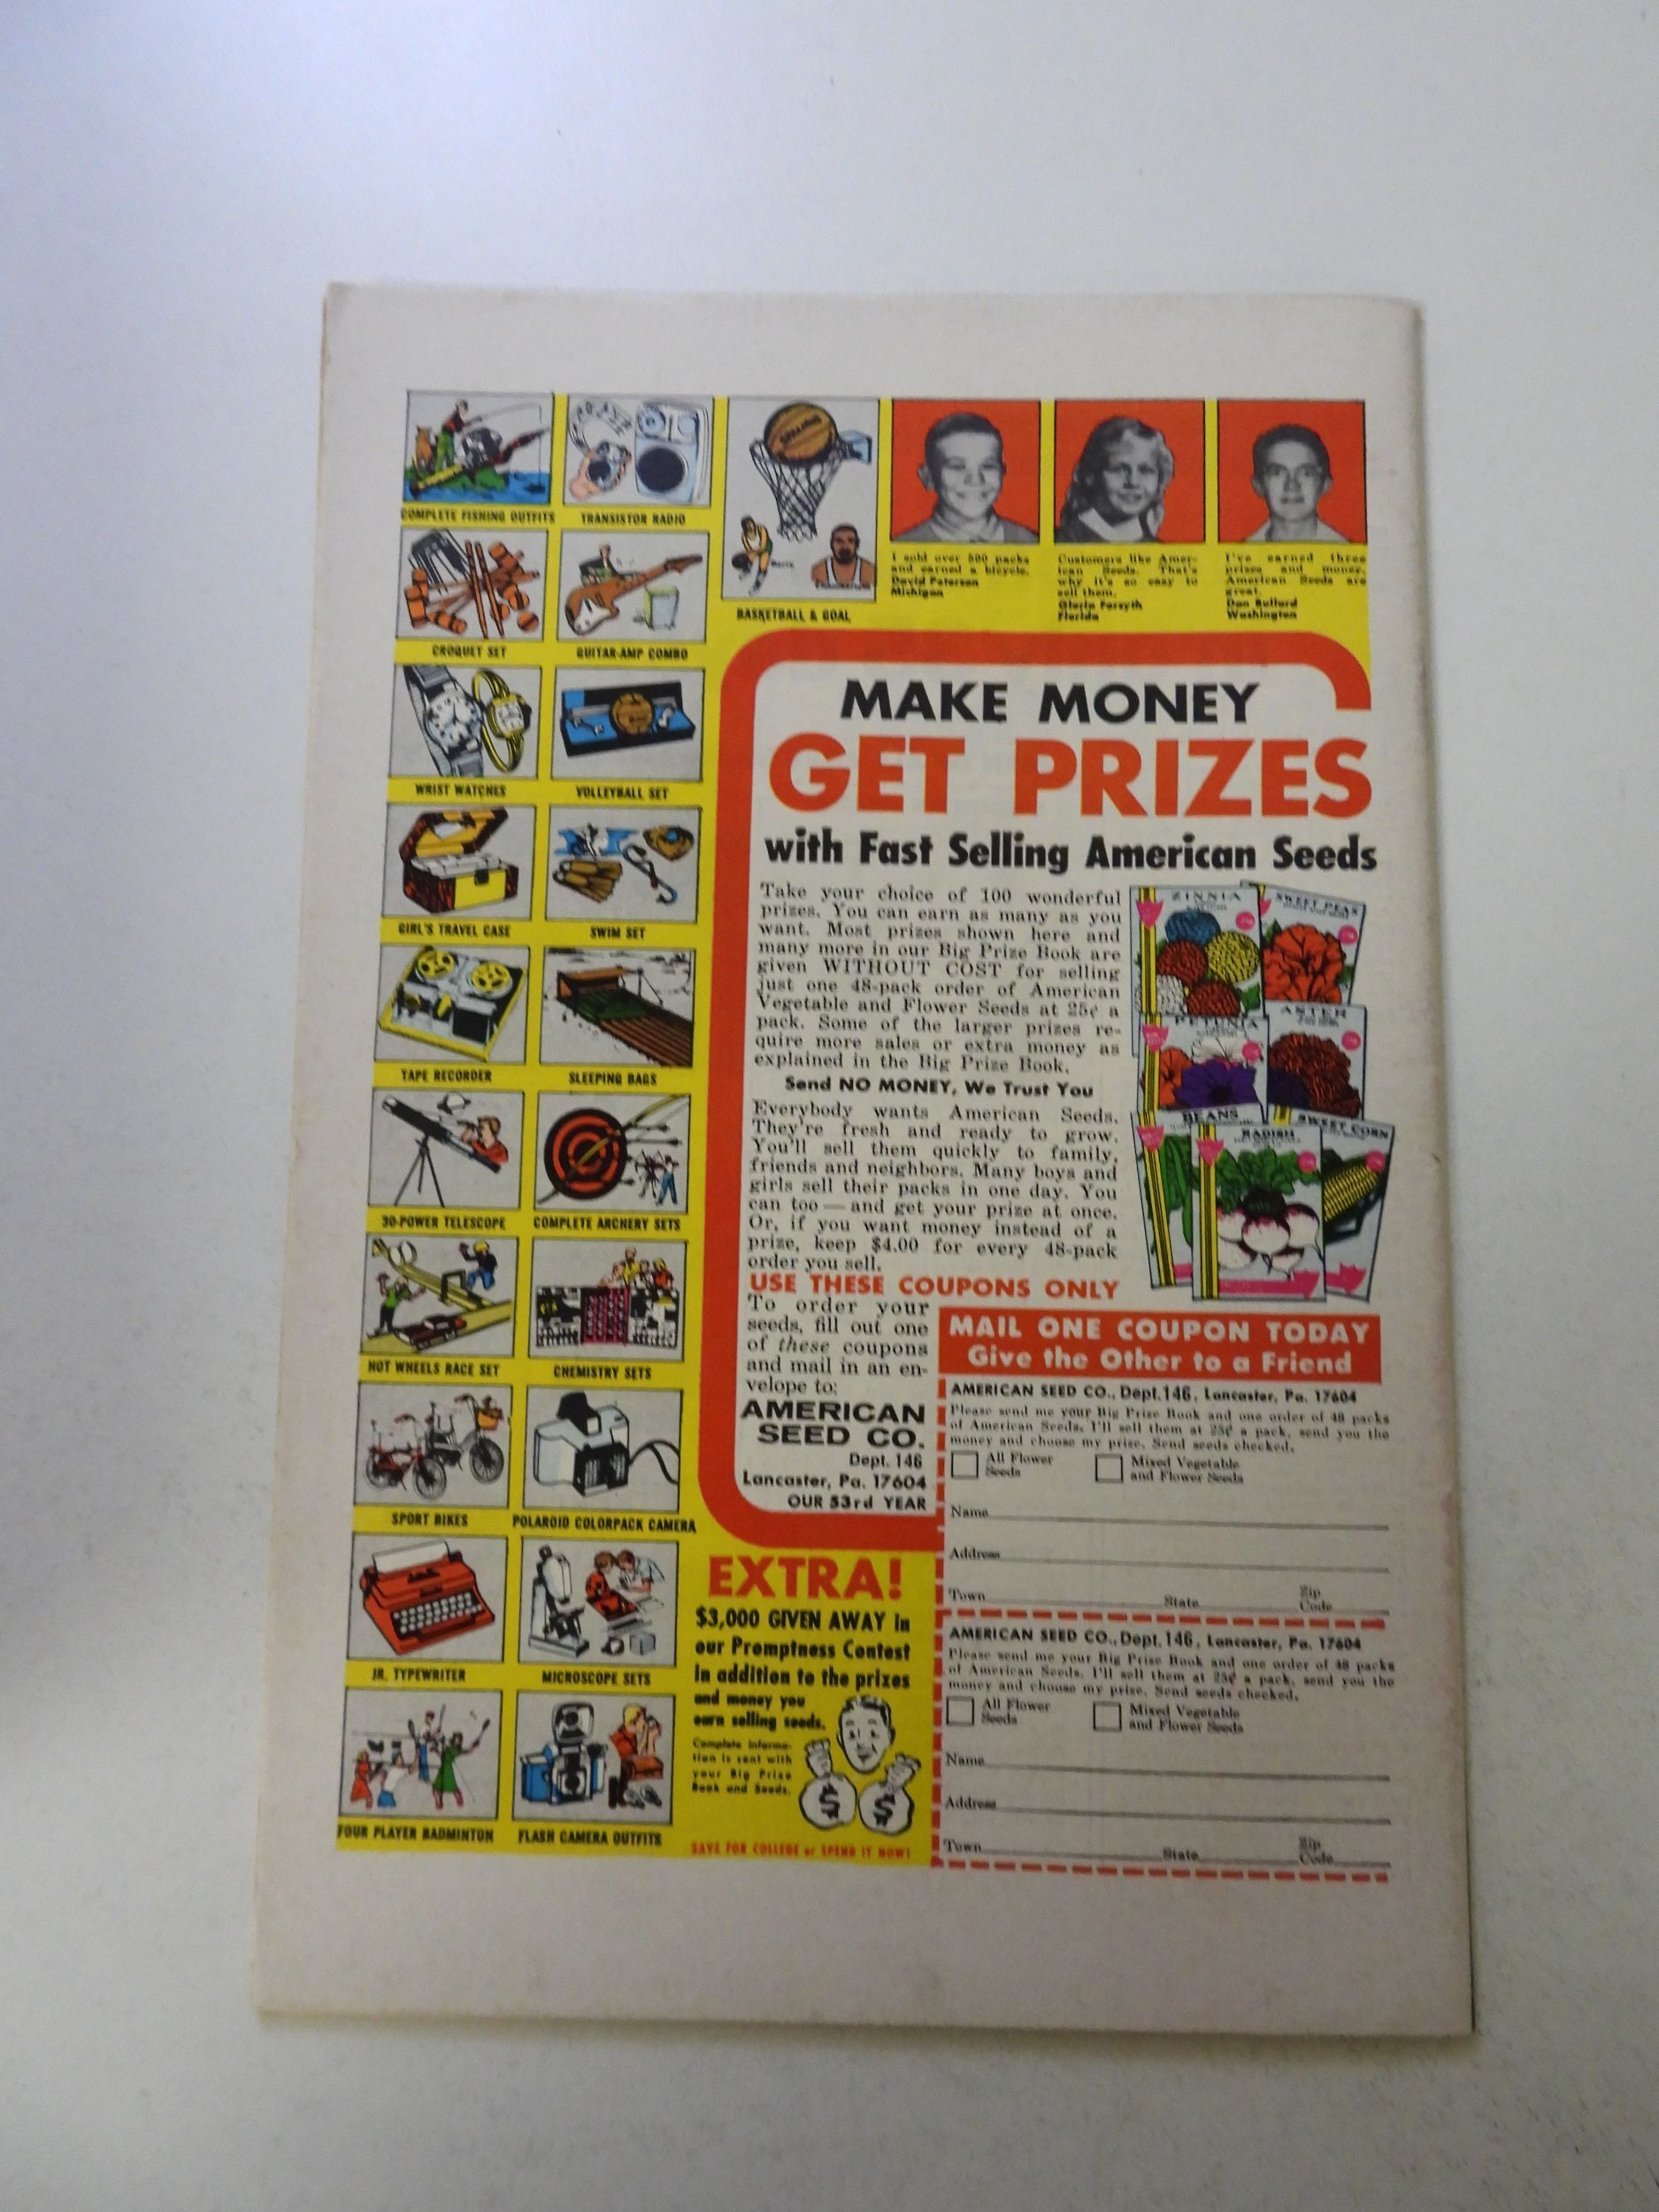 COMPLETE FISHING OUTFITS
TRANSISTOR RADIO
CROQUET SET
GUITAR-AMP COMBO
BASKETBALL & GOAL
WRIST WATCHES
VOLLEYBALL SET
GIRL'S TRAVEL CASE
SWIM SET
TAPE RECORDER
SLEEPING BAGS
30-POWER TELESCOPE
COMPLETE ARCHERY SETS
HOT WHEELS RACE SET
CHEMISTRY SETS
SPORT BIKES
POLAROID COLORPACK CAMERA
JR. TYPEWRITER
MICROSCOPE SETS
FOUR PLAYER BADMINTON
FLASH CAMERA OUTFITS
I sold over 500 packs
and earned a bicycle.
David Peterson
Michigan
Customers like Amer-
ican Seeds. That's
why it's so easy to
sell them.
Gloria Forsyth
Florida
I've earned three
prizes and money.
American Seeds are
great.
Don Bullard
Washington
MAKE MONEY
GET PRIZES
with Fast Selling American Seeds
Take your choice of 100 wonderful
prizes. You can earn as many as you
want. Most prizes shown here and
many more in our Big Prize Book are
given WITHOUT COST for selling
just one 48-pack order of American
Vegetable and Flower Seeds at 25¢ a
pack. Some of the larger prizes re-
quire more sales or extra money as
explained in the Big Prize Book.
Send NO MONEY, We Trust You
Everybody wants American Seeds.
They're fresh and ready to grow.
You'll sell them quickly to family,
friends and neighbors. Many boys and
girls sell their packs in one day. You
can too — and get your prize at once.
Or, if you want money instead of a
prize, keep $4.00 for every 48-pack
order you sell.
ZINNIA
SWEET PEAS
PETUNIA
ASTER
BEANS
RADISH
SWEET CORN
USE THESE COUPONS ONLY
To order your
seeds, fill out one
of these coupons
and mail in an en-
velope to:
AMERICAN
SEED CO.
Dept. 146
Lancaster, Pa. 17604
OUR 53rd YEAR
MAIL ONE COUPON TODAY
Give the Other to a Friend
AMERICAN SEED CO., Dept. 146, Lancaster, Pa. 17604
Please send me your Big Prize Book and one order of 48 packs
of American Seeds. I'll sell them at 25¢ a pack, send you the
money and choose my prize. Send seeds checked.
All Flower
Seeds
Mixed Vegetable
and Flower Seeds
Name
Address
Town State Zip
Code
AMERICAN SEED CO., Dept. 146, Lancaster, Pa. 17604
Please send me your Big Prize Book and one order of 48 packs
of American Seeds. I'll sell them at 25¢ a pack, send you the
money and choose my prize. Send seeds checked.
All Flower
Seeds
Mixed Vegetable
and Flower Seeds
Name
Address
Town State Zip
Code
EXTRA!
$3,000 GIVEN AWAY in
our Promptness Contest
in addition to the prizes
and money you
earn selling seeds.
Complete informa-
tion is sent with
your Big Prize
Book and Seeds.
$ $
SAVE FOR COLLEGE or SPEND IT NOW!